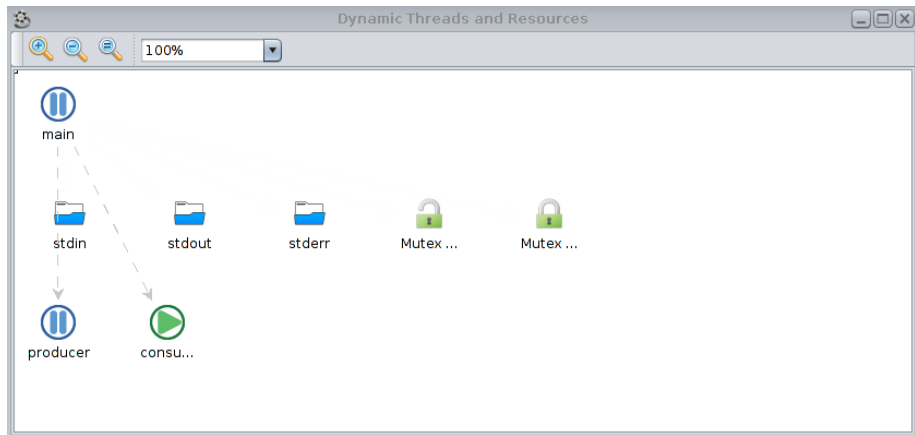 Dynamic Threads and Resources
100%
main
stdin stdout stderr Mutex ... Mutex ...
producer consu...